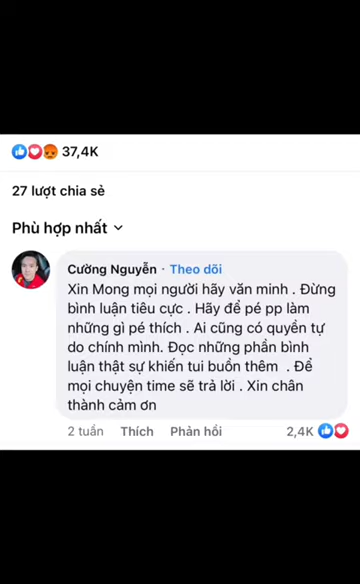 37,4K
27 lượt chia sẻ
Phù hợp nhất
Cường Nguyễn · Theo dõi
Xin Mong mọi người hãy văn minh . Đừng
bình luận tiêu cực . Hãy để pé pp làm
những gì pé thích . Ai cũng có quyền tự
do chính mình. Đọc những phần bình
luận thật sự khiến tui buồn thêm . Để
mọi chuyện time sẽ trả lời . Xin chân
thành cảm ơn
2 tuần Thích Phản hồi 2,4K